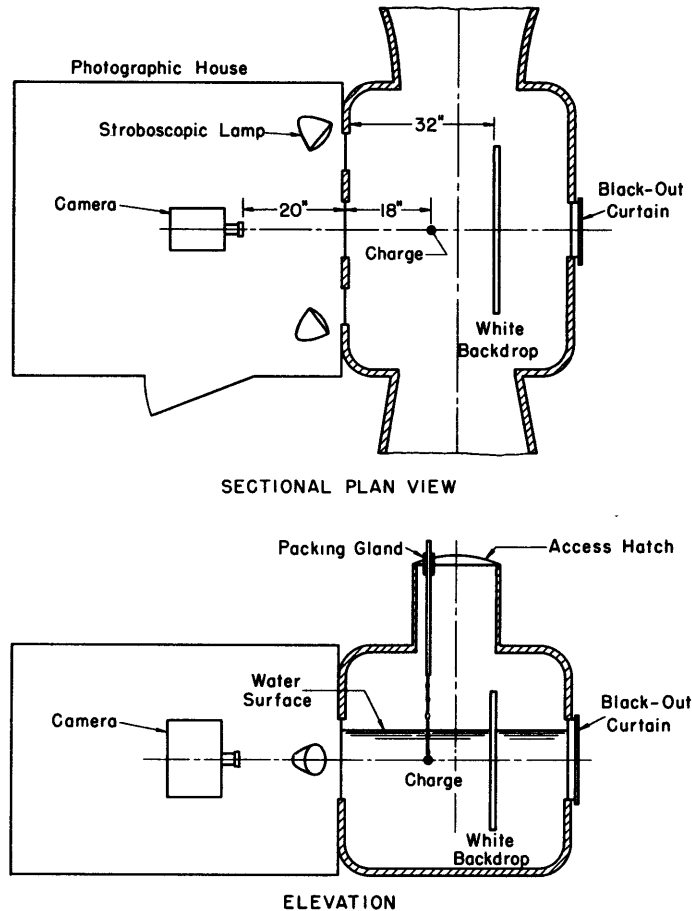 Photographic House
Stroboscopic Lamp
32"
Camera
20"
18"
Black-Out
Curtain
Charge
White
Backdrop
SECTIONAL PLAN VIEW
Packing Gland
Access Hatch
Water
Surface
Camera
Black-Out
Curtain
Charge
White
Backdrop
ELEVATION